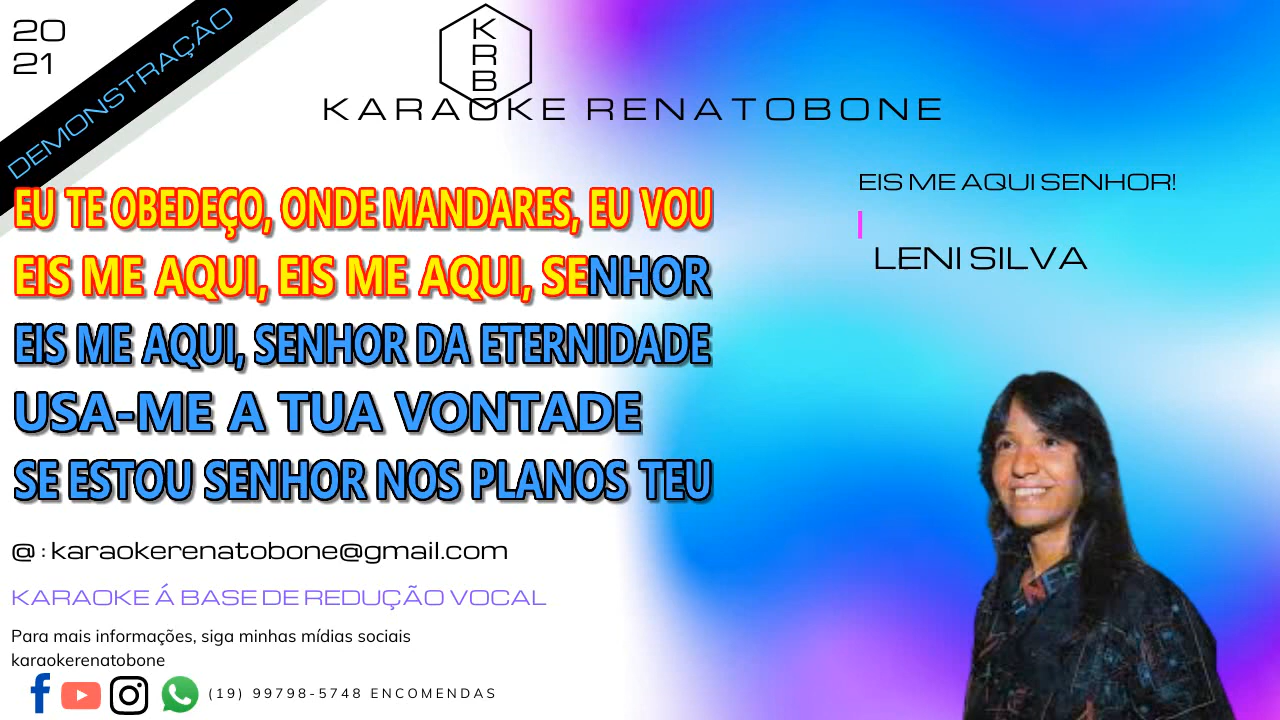 20
21
DEMONSTRAÇÃO
K
R
B
KARAOKE RENATOBONE
EIS ME AQUI SENHOR!
LENI SILVA
EU TE OBEDEÇO, ONDE MANDARES, EU VOU
EIS ME AQUI, EIS ME AQUI, SENHOR
EIS ME AQUI, SENHOR DA ETERNIDADE
USA-ME A TUA VONTADE
SE ESTOU SENHOR NOS PLANOS TEU
@ : karaokerenatobone@gmail.com
KARAOKE Á BASE DE REDUÇÃO VOCAL
Para mais informações, siga minhas mídias sociais
karaokerenatobone
(19) 99798-5748 ENCOMENDAS